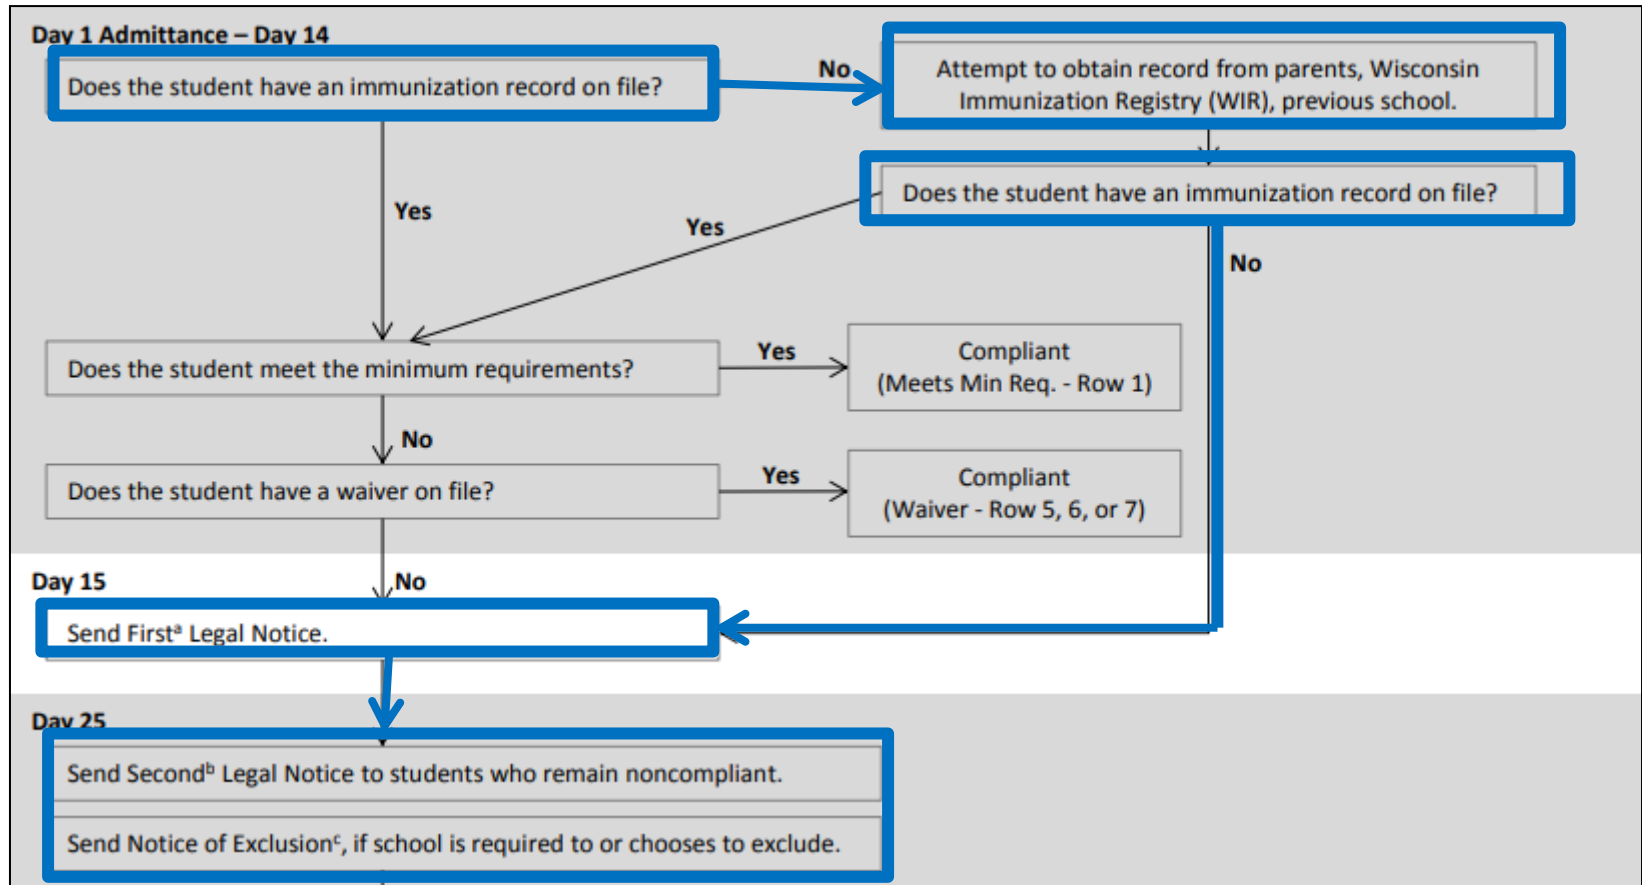 Day 1 Admittance – Day 14
Does the student have an immunization record on file?
No
Attempt to obtain record from parents, Wisconsin
Immunization Registry (WIR), previous school.
Does the student have an immunization record on file?
Yes
Yes
No
Does the student meet the minimum requirements?
Yes
Compliant
(Meets Min Req. - Row 1)
No
Does the student have a waiver on file?
Yes
Compliant
(Waiver - Row 5, 6, or 7)
Day 15
No
Send Firstᵃ Legal Notice.
Day 25
Send Secondᵇ Legal Notice to students who remain noncompliant.
Send Notice of Exclusionᶜ, if school is required to or chooses to exclude.